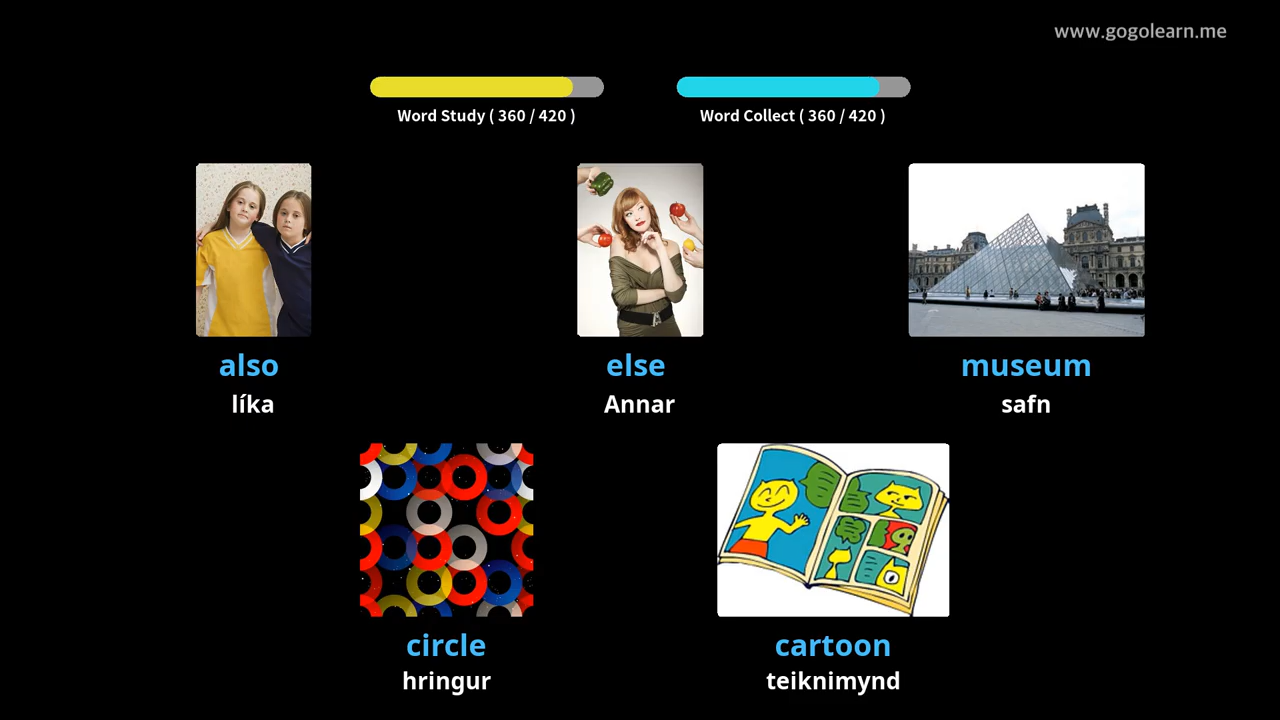 www.gogolearn.me
Word Study ( 360 / 420 )
Word Collect ( 360 / 420 )
also
líka
else
Annar
museum
safn
circle
hringur
cartoon
teiknimynd